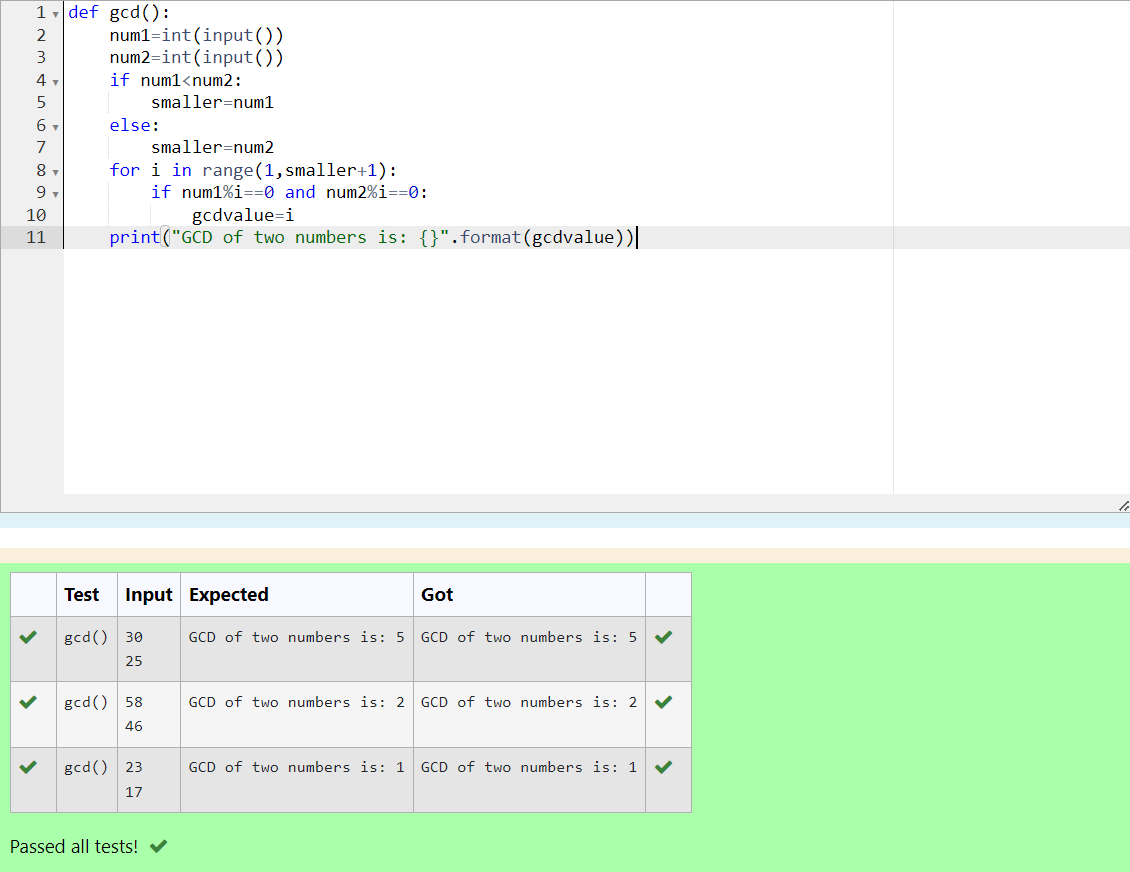 1 def gcd():
2     num1=int(input())
3     num2=int(input())
4     if num1<num2:
5         smaller=num1
6     else:
7         smaller=num2
8     for i in range(1,smaller+1):
9         if num1%i==0 and num2%i==0:
10             gcdvalue=i
11     print("GCD of two numbers is: {}".format(gcdvalue))
Test Input Expected Got
gcd() 30 GCD of two numbers is: 5 GCD of two numbers is: 5
25
gcd() 58 GCD of two numbers is: 2 GCD of two numbers is: 2
46
gcd() 23 GCD of two numbers is: 1 GCD of two numbers is: 1
17
Passed all tests!